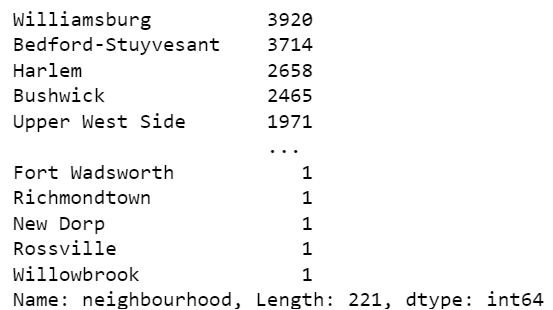 Williamsburg 3920
Bedford-Stuyvesant 3714
Harlem 2658
Bushwick 2465
Upper West Side 1971
...
Fort Wadsworth 1
Richmondtown 1
New Dorp 1
Rossville 1
Willowbrook 1
Name: neighbourhood, Length: 221, dtype: int64